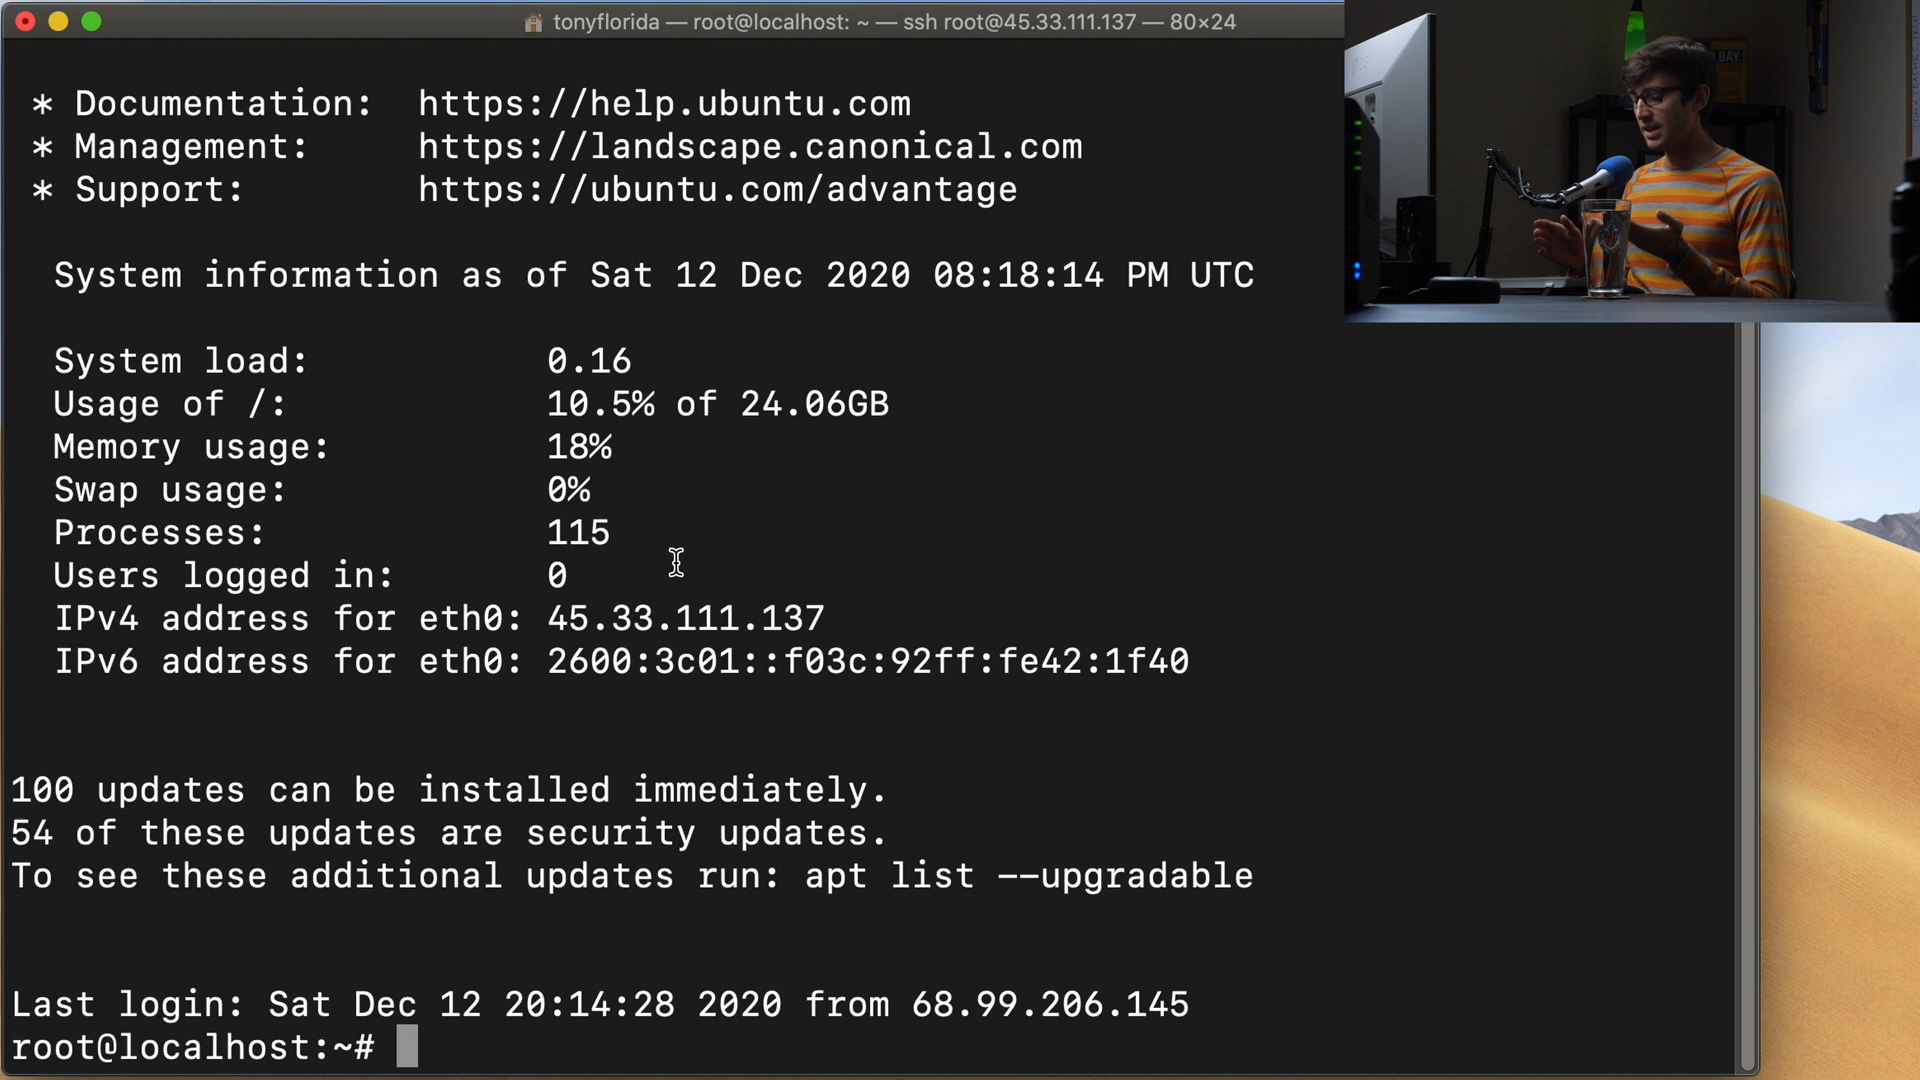 tonyflorida — root@localhost: ~ — ssh root@45.33.111.137 — 80×24
* Documentation: https://help.ubuntu.com
* Management: https://landscape.canonical.com
* Support: https://ubuntu.com/advantage
System information as of Sat 12 Dec 2020 08:18:14 PM UTC
System load: 0.16
Usage of /: 10.5% of 24.06GB
Memory usage: 18%
Swap usage: 0%
Processes: 115
Users logged in: 0
IPv4 address for eth0: 45.33.111.137
IPv6 address for eth0: 2600:3c01::f03c:92ff:fe42:1f40
100 updates can be installed immediately.
54 of these updates are security updates.
To see these additional updates run: apt list --upgradable
Last login: Sat Dec 12 20:14:28 2020 from 68.99.206.145
root@localhost:~#
BAY